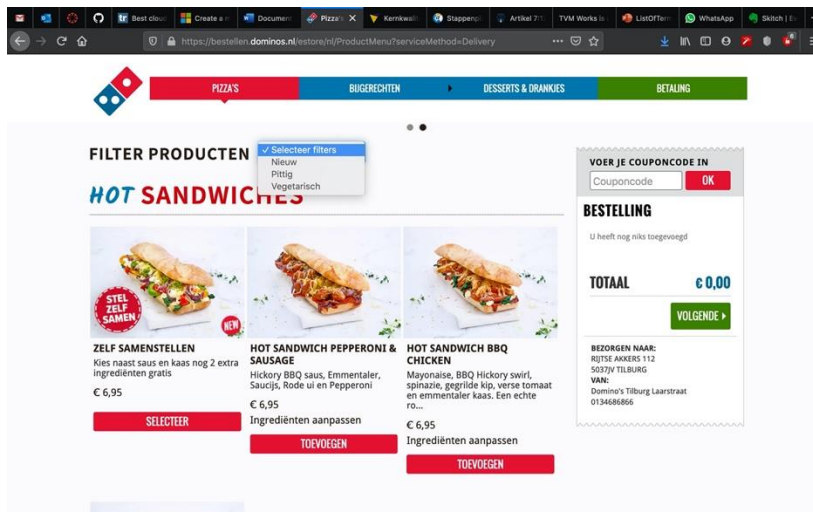 Best clou
Create a
Document
Pizza's
Kernkwali
Stappenp
Artikel 7:1
TVM Works is
ListOfTerm
WhatsApp
Skitch | Ev
https://bestellen.dominos.nl/estore/nl/ProductMenu?serviceMethod=Delivery
PIZZA'S
BIJGERECHTEN
DESSERTS & DRANKJES
BETALING
FILTER PRODUCTEN
✓ Selecteer filters
Nieuw
Pittig
Vegetarisch
HOT SANDWICHES
STEL
ZELF
SAMEN
NEW
ZELF SAMENSTELLEN
Kies naast saus en kaas nog 2 extra
ingrediënten gratis
€ 6,95
SELECTEER
HOT SANDWICH PEPPERONI &
SAUSAGE
Hickory BBQ saus, Emmentaler,
Saucijs, Rode ui en Pepperoni
€ 6,95
Ingrediënten aanpassen
TOEVOEGEN
HOT SANDWICH BBQ
CHICKEN
Mayonaise, BBQ Hickory swirl,
spinazie, gegrilde kip, verse tomaat
en emmentaler kaas. Een echte
ro...
€ 6,95
Ingrediënten aanpassen
TOEVOEGEN
VOER JE COUPONCODE IN
Couponcode
OK
BESTELLING
U heeft nog niks toegevoegd
TOTAAL
€ 0,00
VOLGENDE
BEZORGEN NAAR:
RIJTSE AKKERS 112
5037JV TILBURG
VAN:
Domino's Tilburg Laarstraat
0134686866